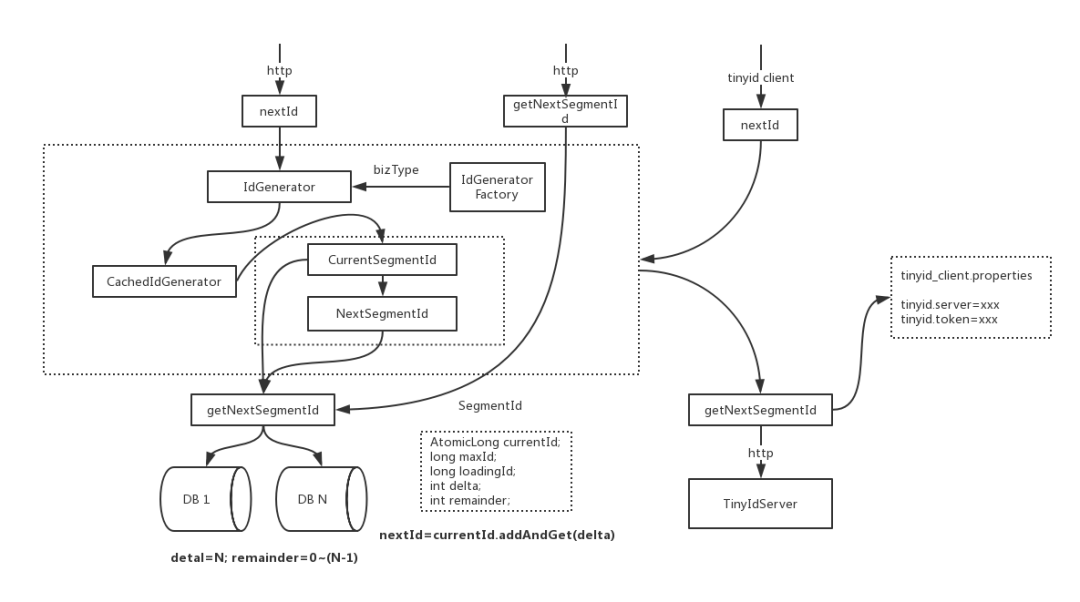 http
http
tinyid client
nextId
getNextSegmentI
d
nextId
IdGenerator
bizType
IdGenerator
Factory
CachedIdGenerator
CurrentSegmentId
NextSegmentId
tinyid_client.properties
tinyid.server=xxx
tinyid.token=xxx
getNextSegmentId
SegmentId
getNextSegmentId
AtomicLong currentId;
long maxId;
long loadingId;
int delta;
int remainder;
http
DB 1
DB N
TinyIdServer
nextId=currentId.addAndGet(delta)
detal=N; remainder=0~(N-1)